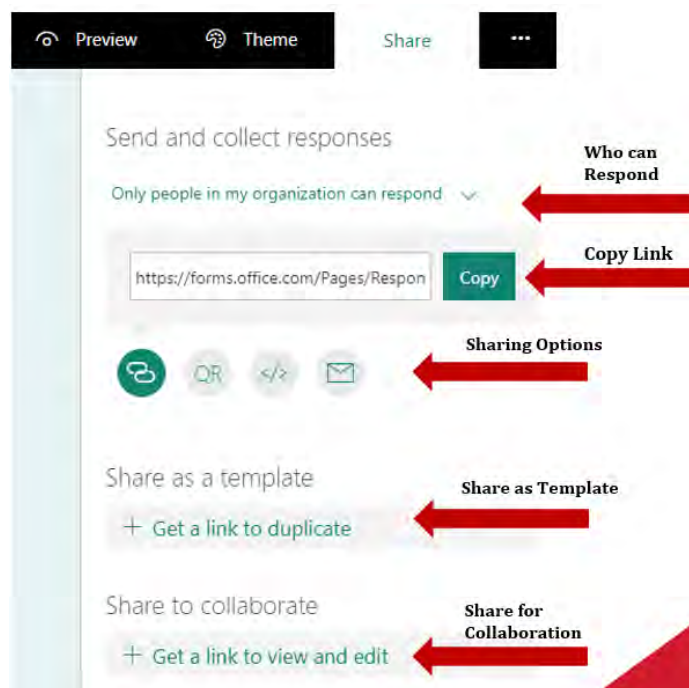 Preview Theme Share ...
Send and collect responses
Who can
Respond
Only people in my organization can respond
Copy Link
https://forms.office.com/Pages/Respon Copy
Sharing Options
QR </>
Share as a template
Share as Template
+ Get a link to duplicate
Share to collaborate
Share for
Collaboration
+ Get a link to view and edit